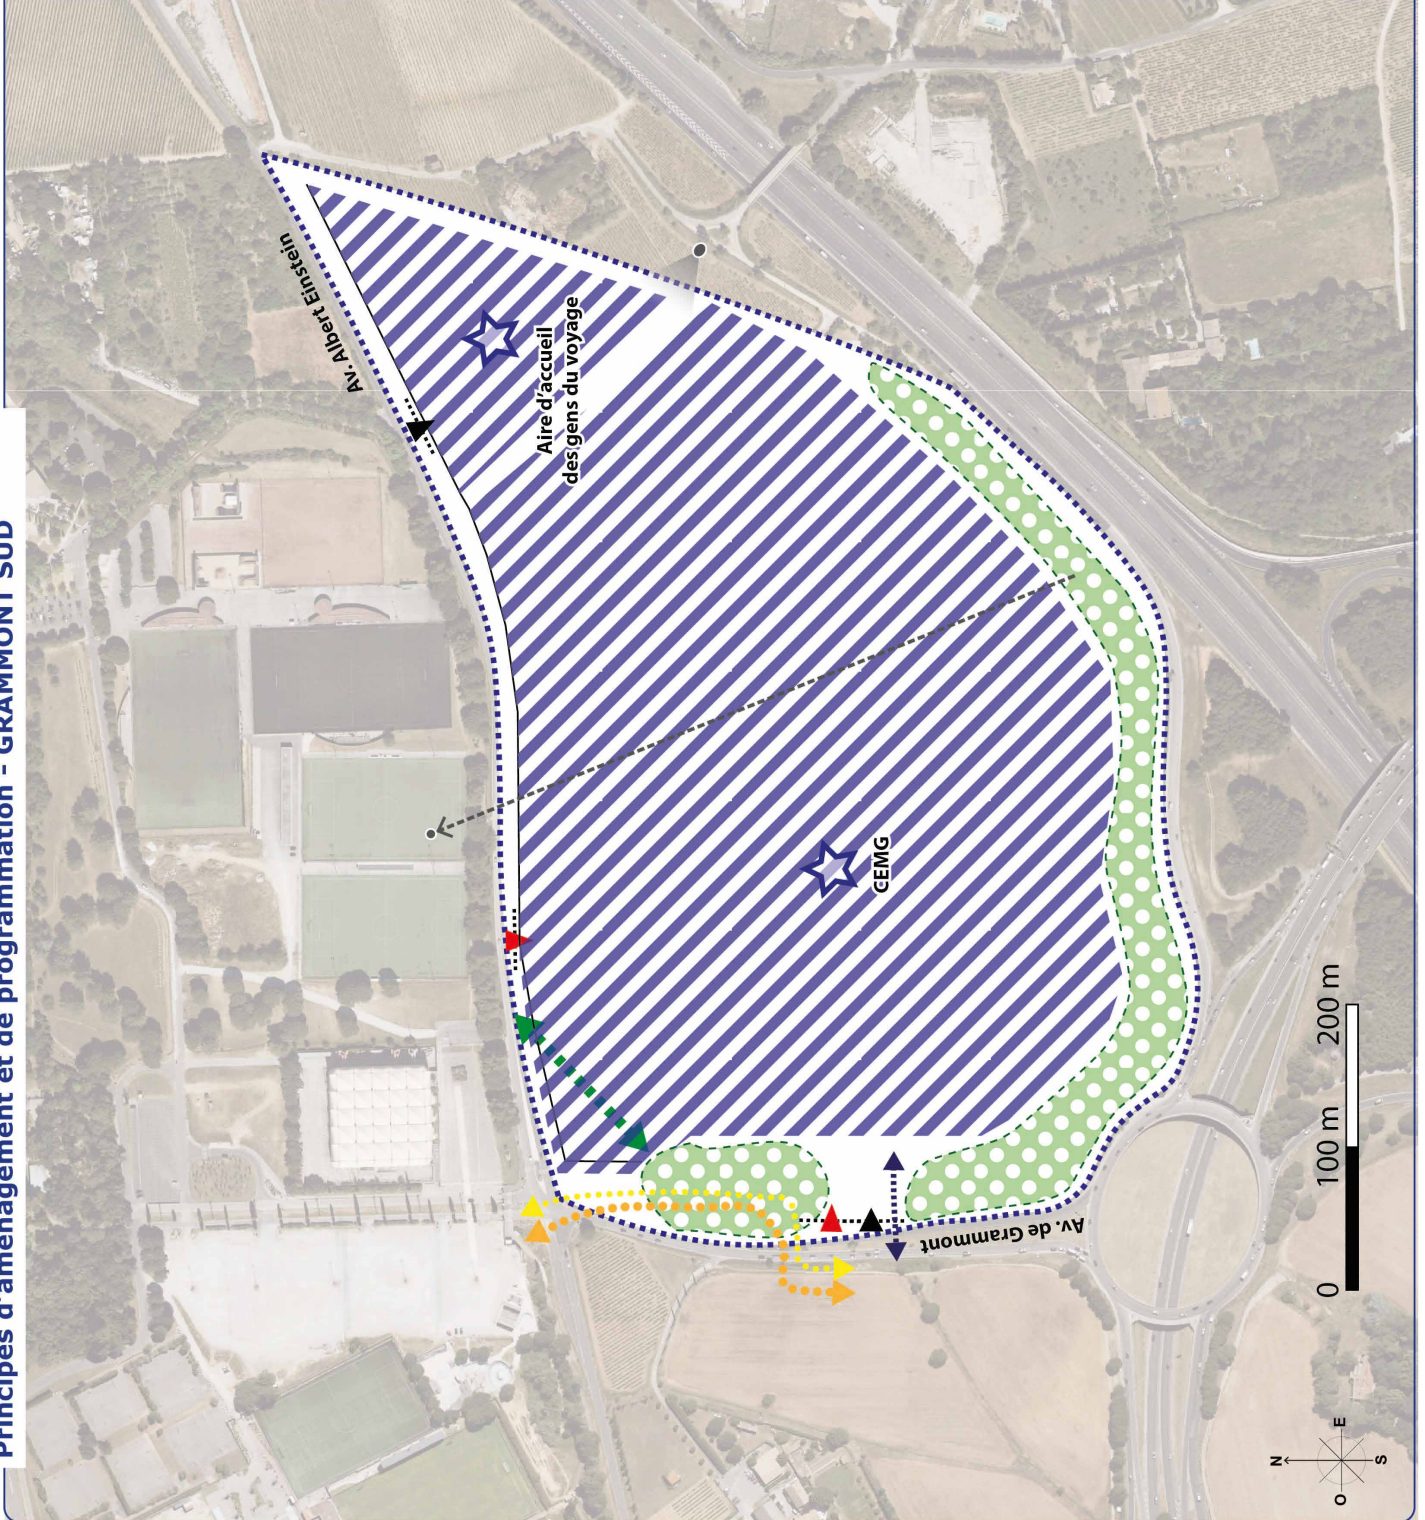 Principes d'aménagement et de programmation - GRAMMONT SUD
Av. Albert Einstein
Aire d'accueil
des gens du voyage
CEMG
Av. de Grammont
0 100 m 200 m
N
O E
S